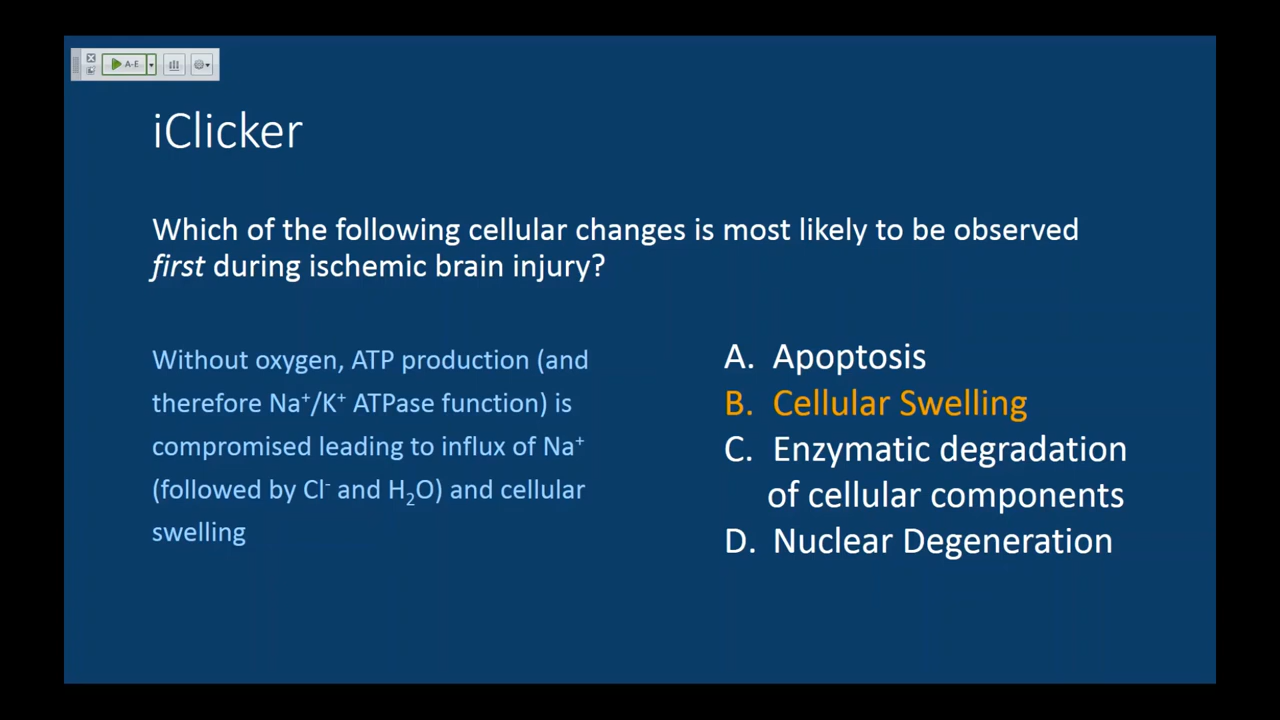 A-E
iClicker
Which of the following cellular changes is most likely to be observed
first during ischemic brain injury?
Without oxygen, ATP production (and
therefore Na⁺/K⁺ ATPase function) is
compromised leading to influx of Na⁺
(followed by Cl⁻ and H₂O) and cellular
swelling
A. Apoptosis
B. Cellular Swelling
C. Enzymatic degradation
of cellular components
D. Nuclear Degeneration